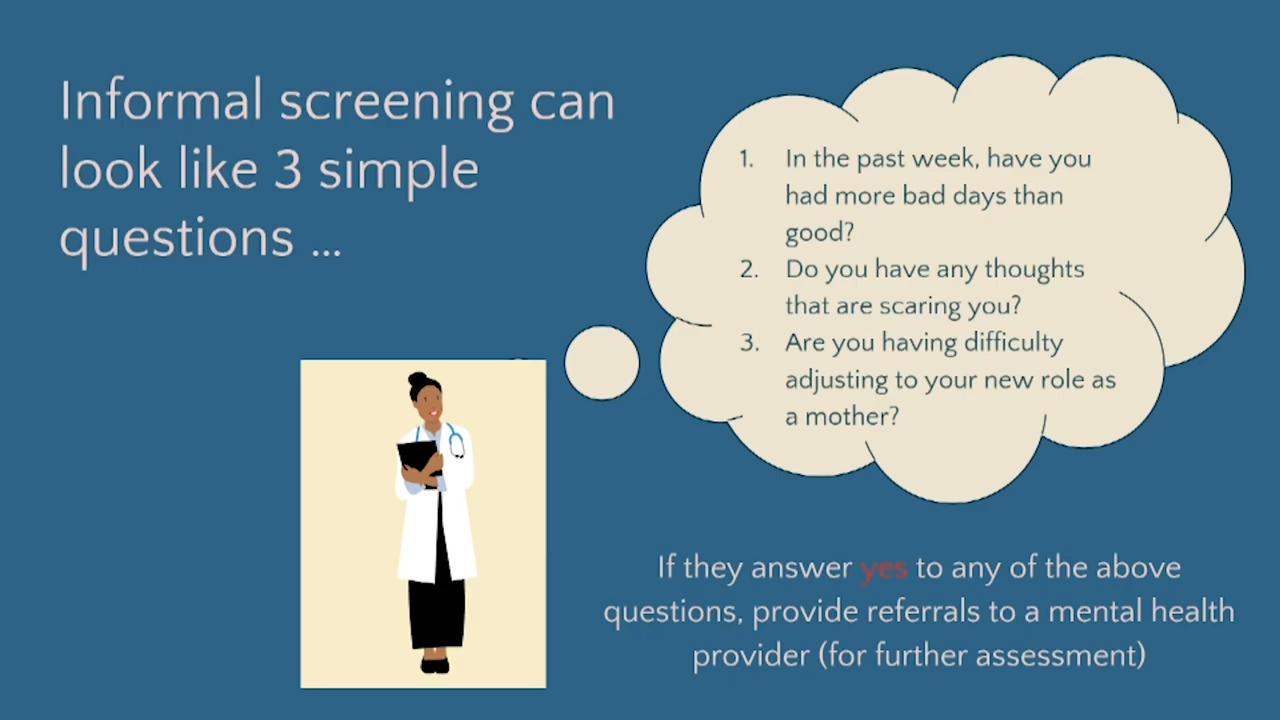 Informal screening can
look like 3 simple
questions ...
1. In the past week, have you
had more bad days than
good?
2. Do you have any thoughts
that are scaring you?
3. Are you having difficulty
adjusting to your new role as
a mother?
If they answer yes to any of the above
questions, provide referrals to a mental health
provider (for further assessment)